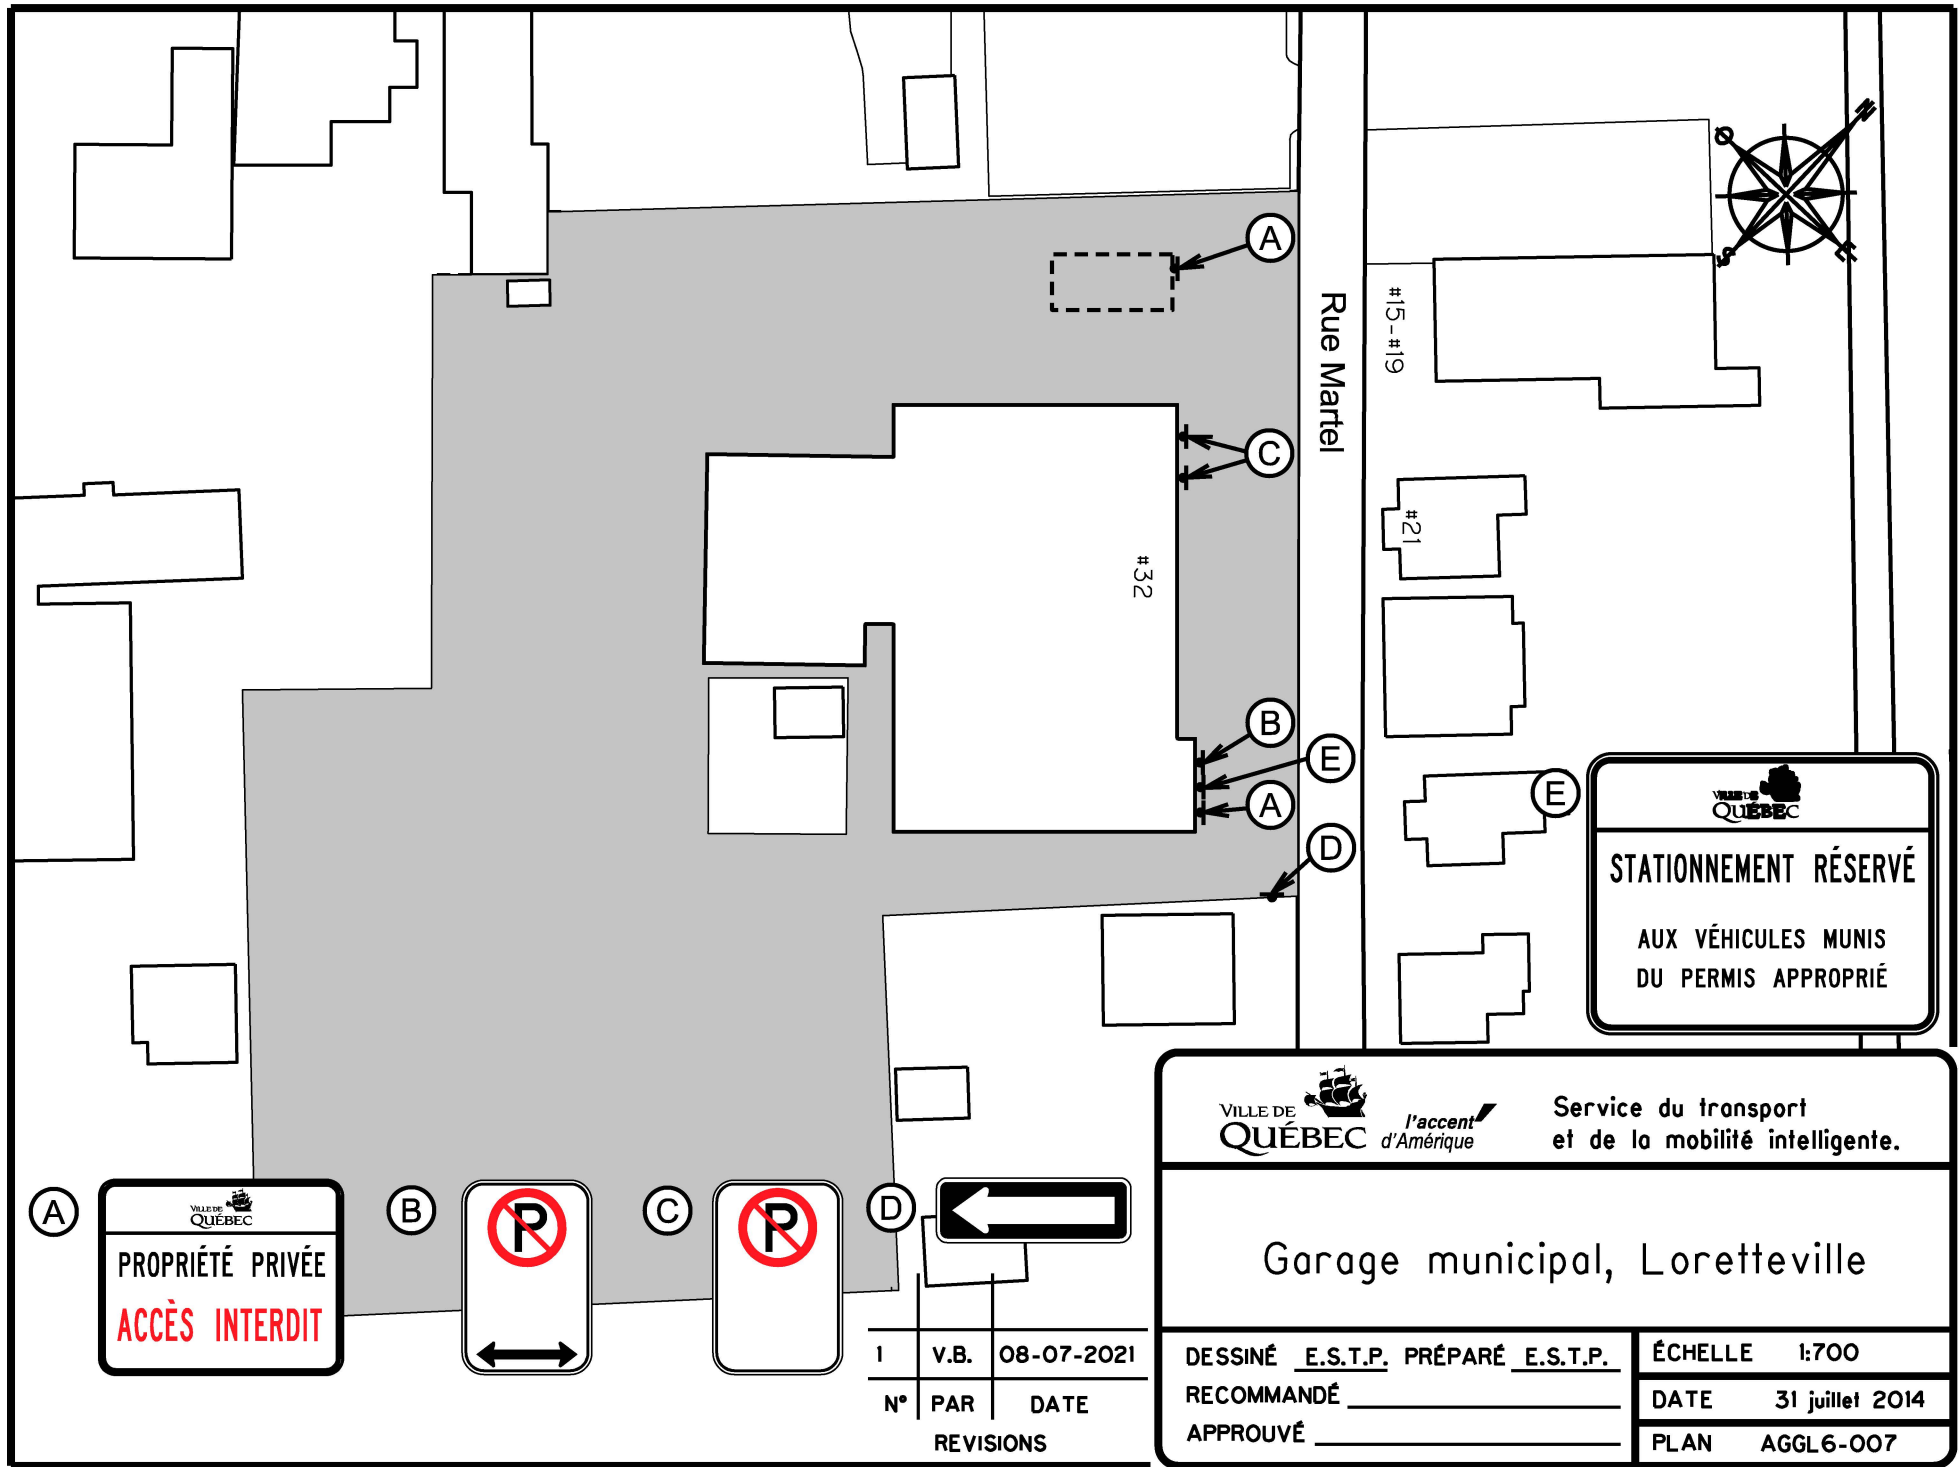 N
O
S
E
A
Rue Martel
#15-#19
C
#21
#32
B
E
A
D
E
VILLE DE
QUÉBEC
STATIONNEMENT RÉSERVÉ
AUX VÉHICULES MUNIS
DU PERMIS APPROPRIÉ
A
VILLE DE
QUÉBEC
PROPRIÉTÉ PRIVÉE
ACCÈS INTERDIT
B
P
C
P
D
1 V.B. 08-07-2021
N° PAR DATE
REVISIONS
VILLE DE
QUÉBEC
l'accent
d'Amérique
Service du transport
et de la mobilité intelligente.
Garage municipal, Loretteville
DESSINÉ E.S.T.P. PRÉPARÉ E.S.T.P.
RECOMMANDÉ
APPROUVÉ
ÉCHELLE 1:700
DATE 31 juillet 2014
PLAN AGGL6-007